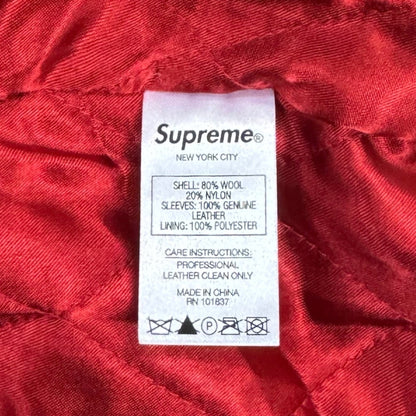 Supreme®
NEW YORK CITY
SHELL: 80% WOOL
20% NYLON
SLEEVES: 100% GENUINE
LEATHER
LINING: 100% POLYESTER
CARE INSTRUCTIONS:
PROFESSIONAL
LEATHER CLEAN ONLY
MADE IN CHINA
RN 101837
P